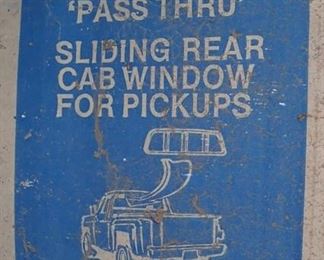 'PASS THRU'
SLIDING REAR
CAB WINDOW
FOR PICKUPS